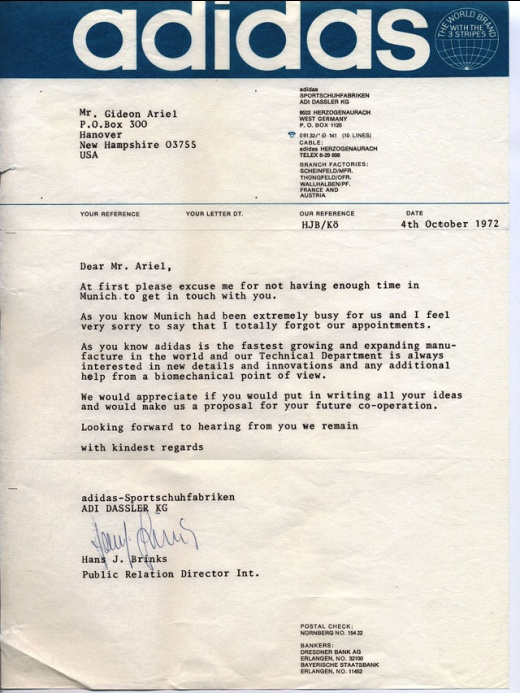 adidas
THE WORLD BRAND
WITH THE
3 STRIPES
adidas
SPORTSCHUHFABRIKEN
ADI DASSLER KG
8522 HERZOGENAURACH
WEST GERMANY
P. O. BOX 1120
141 (10 LINES)
CABLE:
adidas HERZOGENAURACH
TELEX
BRANCH FACTORIES:
SCHEINFELD/MFR.
THÜNGFELD/OFR.
WALLHALBEN/PF.
FRANCE AND
AUSTRIA
Mr. Gideon Ariel
P.O.Box 300
Hanover
New Hampshire 03755
USA
YOUR REFERENCE YOUR LETTER DT. OUR REFERENCE DATE
HJB/Kö 4th October 1972
Dear Mr. Ariel,
At first please excuse me for not having enough time in
Munich to get in touch with you.
As you know Munich had been extremely busy for us and I feel
very sorry to say that I totally forgot our appointments.
As you know adidas is the fastest growing and expanding manu-
facture in the world and our Technical Department is always
interested in new details and innovations and any additional
help from a biomechanical point of view.
We would appreciate if you would put in writing all your ideas
and would make us a proposal for your future co-operation.
Looking forward to hearing from you we remain
with kindest regards
adidas-Sportschuhfabriken
ADI DASSLER KG
Hans J. Brinks
Public Relation Director Int.
POSTAL CHECK:
NÜRNBERG NO. 154 22
BANKERS:
DRESDNER BANK AG
ERLANGEN, NO. 32100
BAYERISCHE STAATSBANK
ERLANGEN, NO. 11452